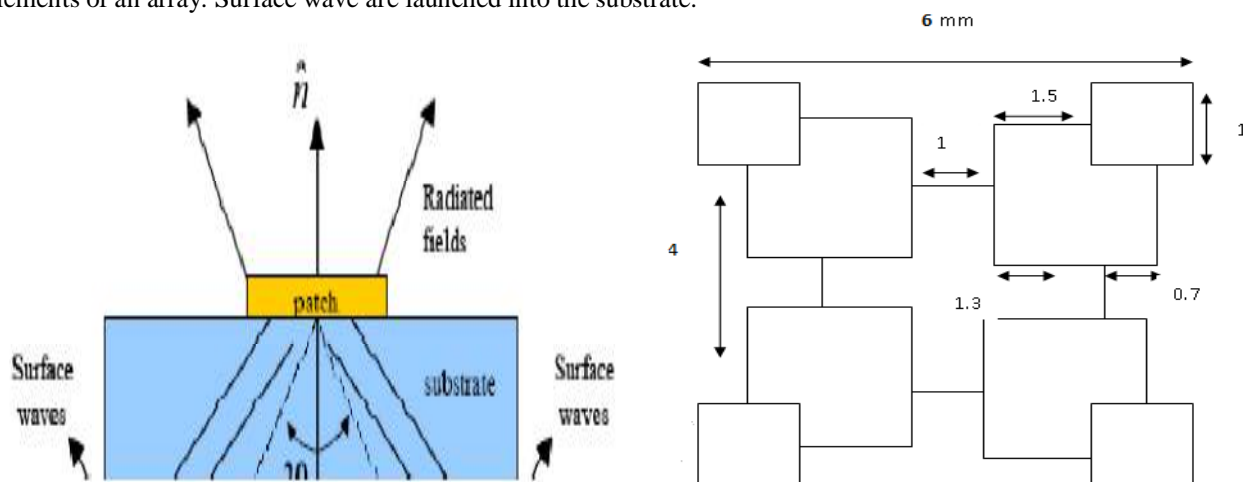 elements of an array. Surface wave are launched into the substrate.
n̂
Radiated
fields
patch
Surface
waves
substrate
Surface
waves
6 mm
1.5
1
1
4
1.3
0.7